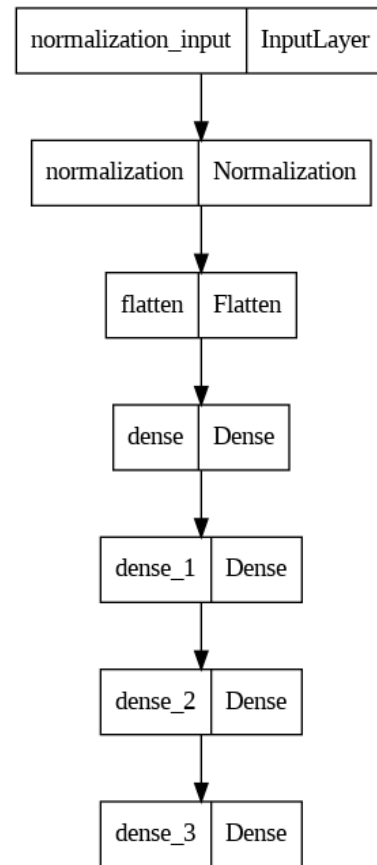 normalization_input InputLayer
normalization Normalization
flatten Flatten
dense Dense
dense_1 Dense
dense_2 Dense
dense_3 Dense